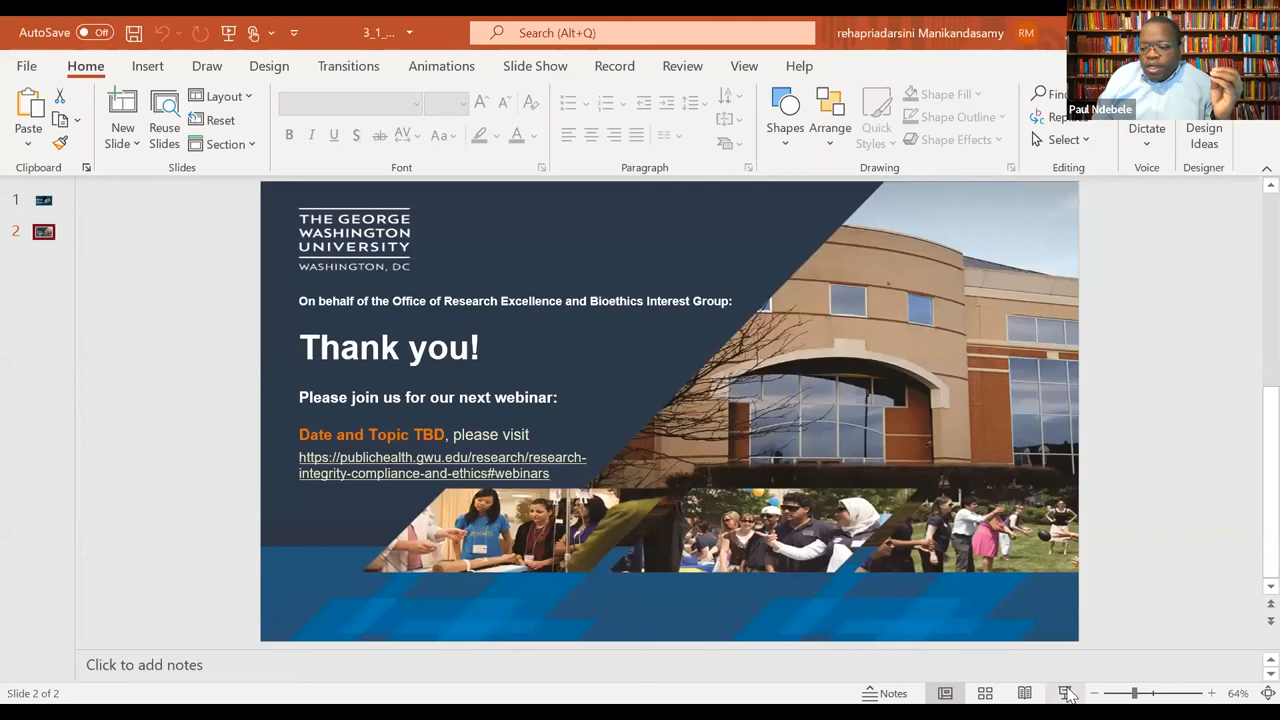 AutoSave Off 3_1_... Search (Alt+Q) rehapriadarsini Manikandasamy RM
File Home Insert Draw Design Transitions Animations Slide Show Record Review View Help
Paul Ndebele
Paste New Slide Reuse Slides Layout Reset Section
B I U S ab AV Aa A
Shapes Arrange Quick Styles Shape Fill Shape Outline Shape Effects
Select Dictate Design Ideas
Clipboard Slides Font Paragraph Drawing Editing Voice Designer
1
2
THE GEORGE
WASHINGTON
UNIVERSITY
WASHINGTON, DC
On behalf of the Office of Research Excellence and Bioethics Interest Group:
Thank you!
Please join us for our next webinar:
Date and Topic TBD, please visit
https://publichealth.gwu.edu/research/research-
integrity-compliance-and-ethics#webinars
Click to add notes
Slide 2 of 2 Notes 64%